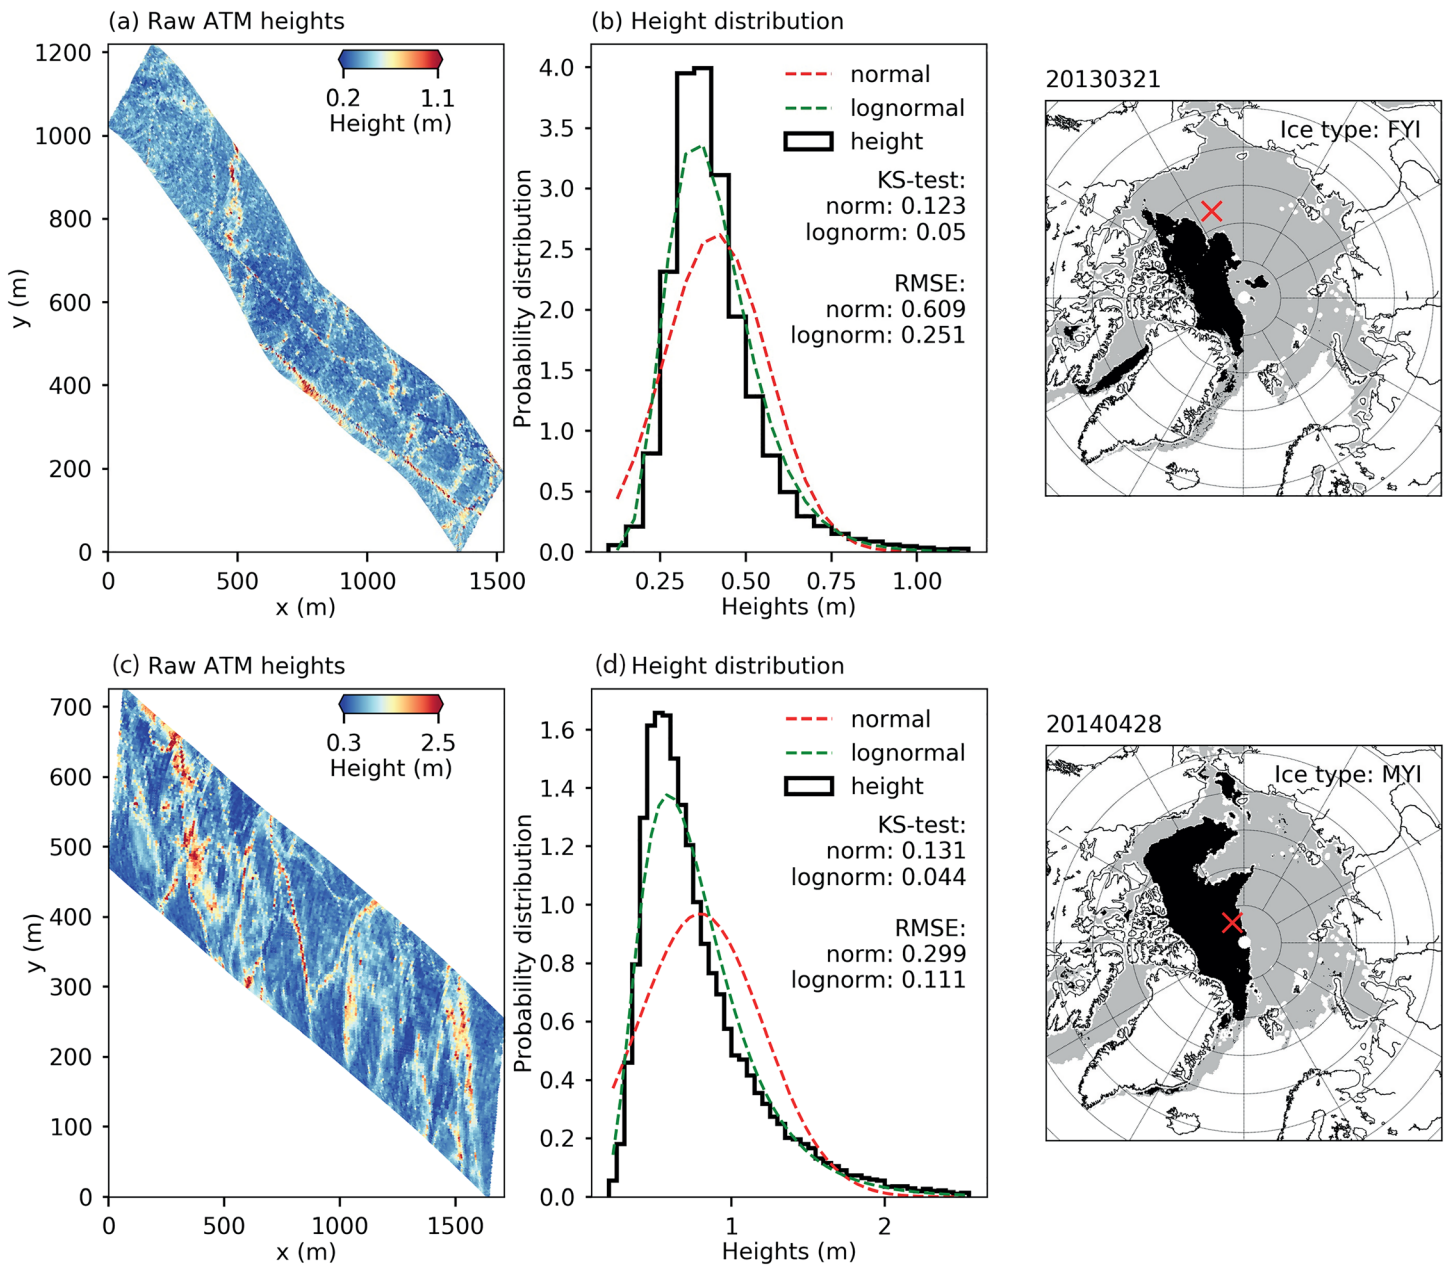 (a) Raw ATM heights
1200
1000
800
600
400
200
0
y (m)
0.2 1.1
Height (m)
0 500 1000 1500
x (m)
(b) Height distribution
4.0
3.5
3.0
2.5
2.0
1.5
1.0
0.5
0.0
Probability distribution
normal
lognormal
height
KS-test:
norm: 0.123
lognorm: 0.05
RMSE:
norm: 0.609
lognorm: 0.251
0.25 0.50 0.75 1.00
Heights (m)
20130321
Ice type: FYI
(c) Raw ATM heights
700
600
500
400
300
200
100
0
y (m)
0.3 2.5
Height (m)
0 500 1000 1500
x (m)
(d) Height distribution
1.6
1.4
1.2
1.0
0.8
0.6
0.4
0.2
0.0
Probability distribution
normal
lognormal
height
KS-test:
norm: 0.131
lognorm: 0.044
RMSE:
norm: 0.299
lognorm: 0.111
1 2
Heights (m)
20140428
Ice type: MYI